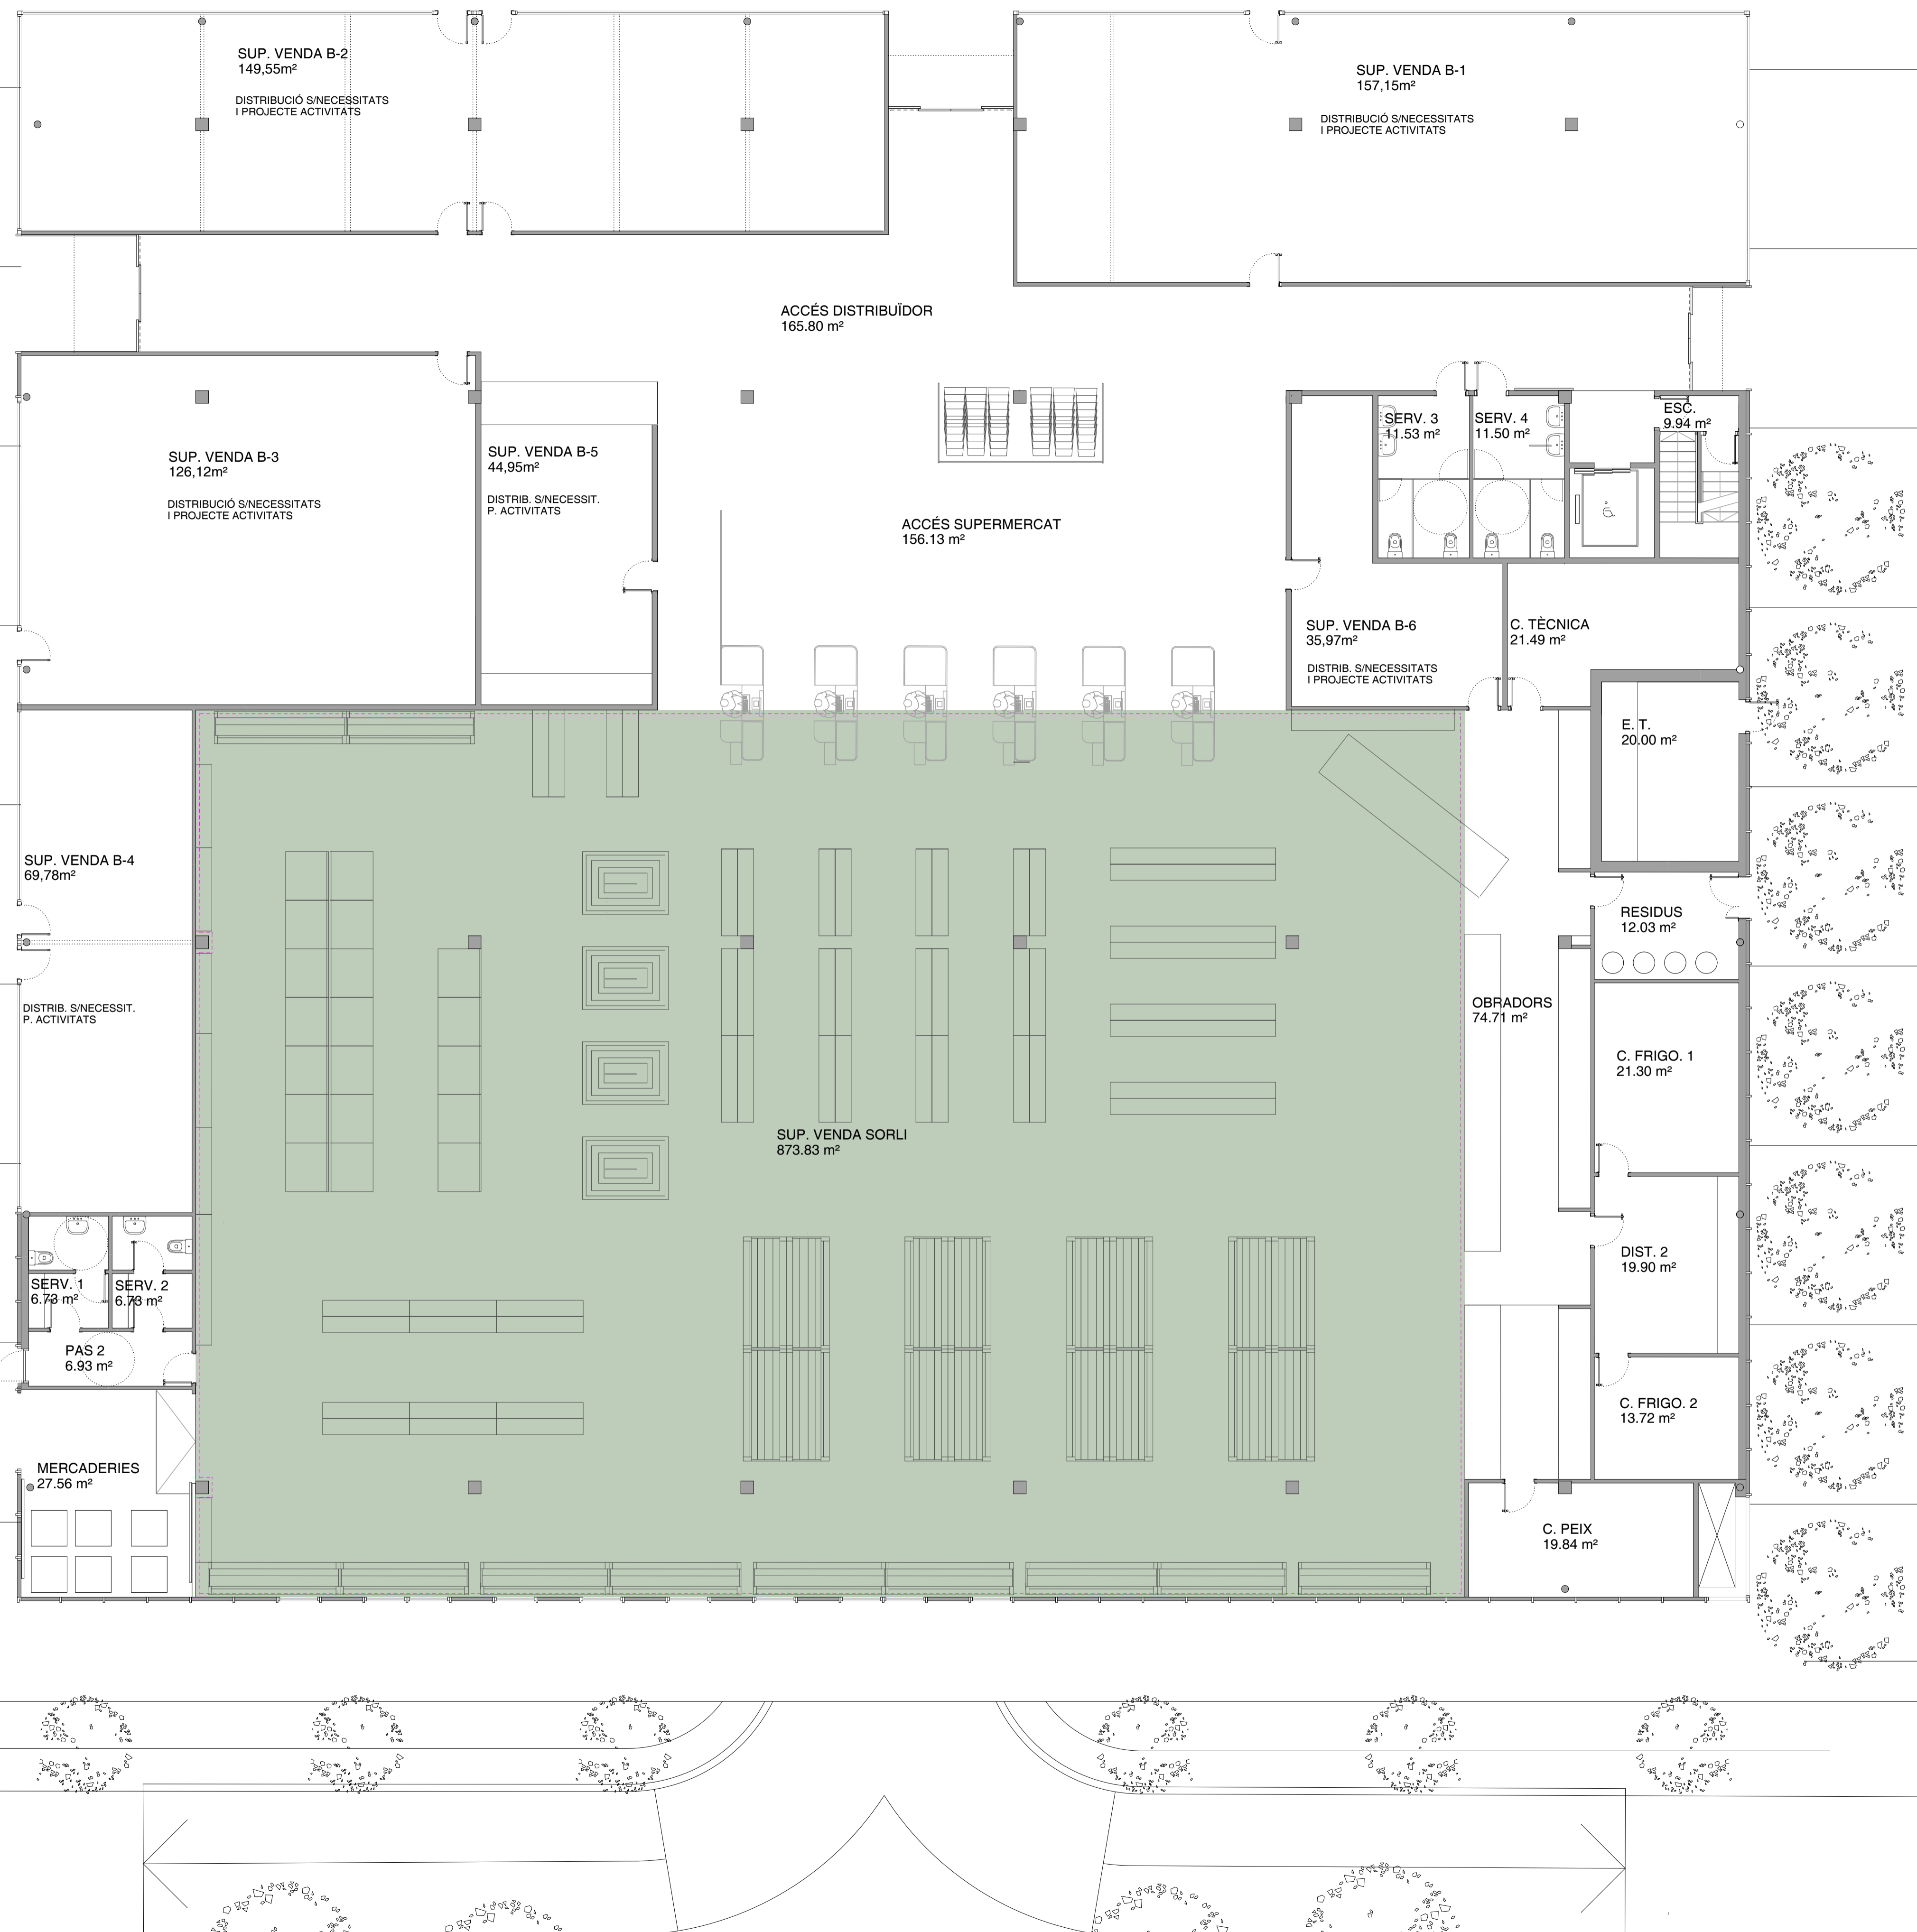 SUP. VENDA B-2
149,55m²
DISTRIBUCIÓ S/NECESSITATS
I PROJECTE ACTIVITATS
SUP. VENDA B-1
157,15m²
DISTRIBUCIÓ S/NECESSITATS
I PROJECTE ACTIVITATS
ACCÉS DISTRIBUÏDOR
165.80 m²
SUP. VENDA B-3
126,12m²
DISTRIBUCIÓ S/NECESSITATS
I PROJECTE ACTIVITATS
SUP. VENDA B-5
44,95m²
DISTRIB. S/NECESSIT.
P. ACTIVITATS
ACCÉS SUPERMERCAT
156.13 m²
SERV. 3
11.53 m²
SERV. 4
11.50 m²
ESC.
9.94 m²
SUP. VENDA B-6
35,97m²
DISTRIB. S/NECESSITATS
I PROJECTE ACTIVITATS
C. TÈCNICA
21.49 m²
E. T.
20.00 m²
SUP. VENDA B-4
69,78m²
DISTRIB. S/NECESSIT.
P. ACTIVITATS
RESIDUS
12.03 m²
OBRADORS
74.71 m²
C. FRIGO. 1
21.30 m²
SUP. VENDA SORLI
873.83 m²
DIST. 2
19.90 m²
SERV. 1
6.73 m²
SERV. 2
6.73 m²
PAS 2
6.93 m²
C. FRIGO. 2
13.72 m²
MERCADERIES
27.56 m²
C. PEIX
19.84 m²